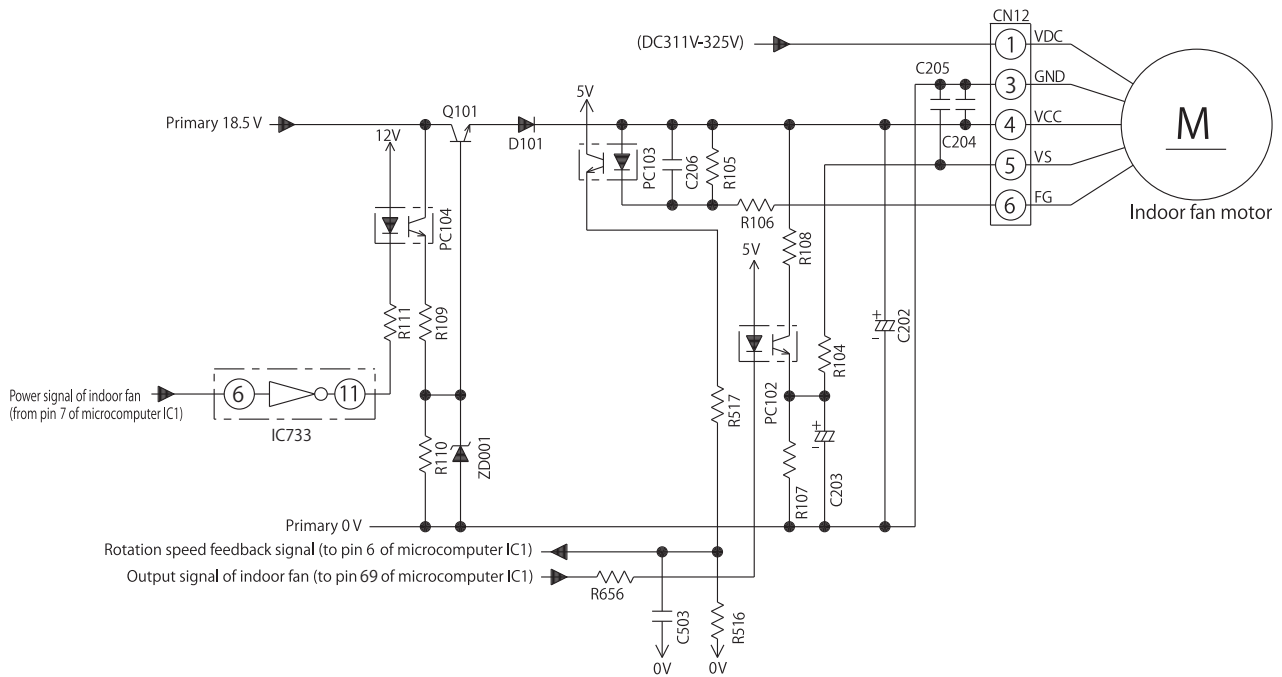 CN12
(DC311V-325V)
1
VDC
C205
3
GND
5V
Q101
Primary 18.5 V
4
VCC
M
D101
C204
12V
PC103
C206
R105
5
VS
6
FG
R106
Indoor fan motor
PC104
R108
5V
R111
R109
C202
R104
Power signal of indoor fan
(from pin 7 of microcomputer IC1)
6
11
PC102
R517
IC733
R110
ZD001
R107
C203
Primary 0 V
Rotation speed feedback signal (to pin 6 of microcomputer IC1)
Output signal of indoor fan (to pin 69 of microcomputer IC1)
R656
C503
R516
0V
0V
+
-
+
-